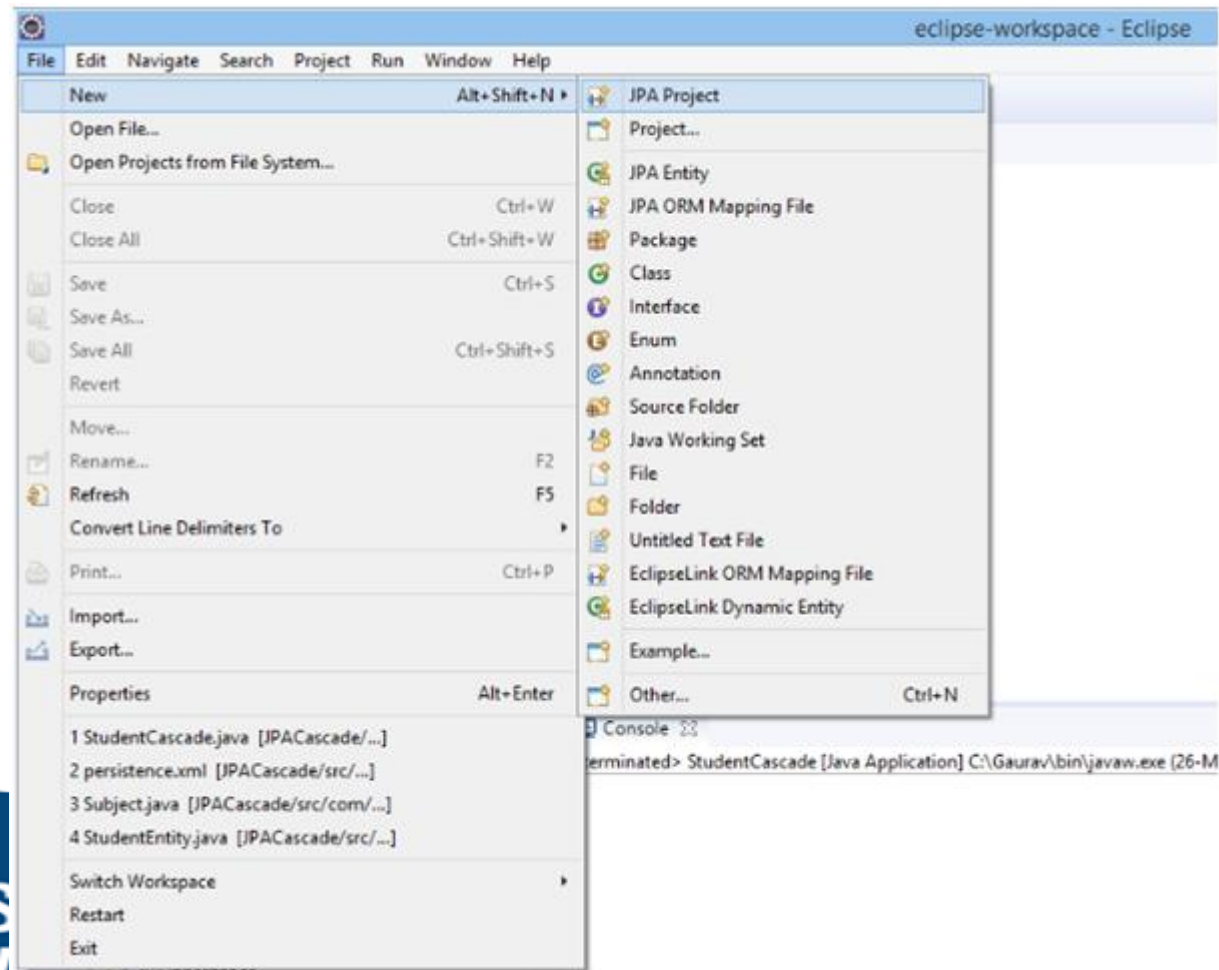 eclipse-workspace - Eclipse
File Edit Navigate Search Project Run Window Help
New Alt+Shift+N
Open File...
Open Projects from File System...
Close Ctrl+W
Close All Ctrl+Shift+W
Save Ctrl+S
Save As...
Save All Ctrl+Shift+S
Revert
Move...
Rename... F2
Refresh F5
Convert Line Delimiters To
Print... Ctrl+P
Import...
Export...
Properties Alt+Enter
1 StudentCascade.java [JPACascade/...]
2 persistence.xml [JPACascade/src/...]
3 Subject.java [JPACascade/src/com/...]
4 StudentEntity.java [JPACascade/src/...]
Switch Workspace
Restart
Exit
JPA Project
Project...
JPA Entity
JPA ORM Mapping File
Package
Class
Interface
Enum
Annotation
Source Folder
Java Working Set
File
Folder
Untitled Text File
EclipseLink ORM Mapping File
EclipseLink Dynamic Entity
Example...
Other... Ctrl+N
Console
terminated> StudentCascade [Java Application] C:\Gaurav\bin\javaw.exe (26-M